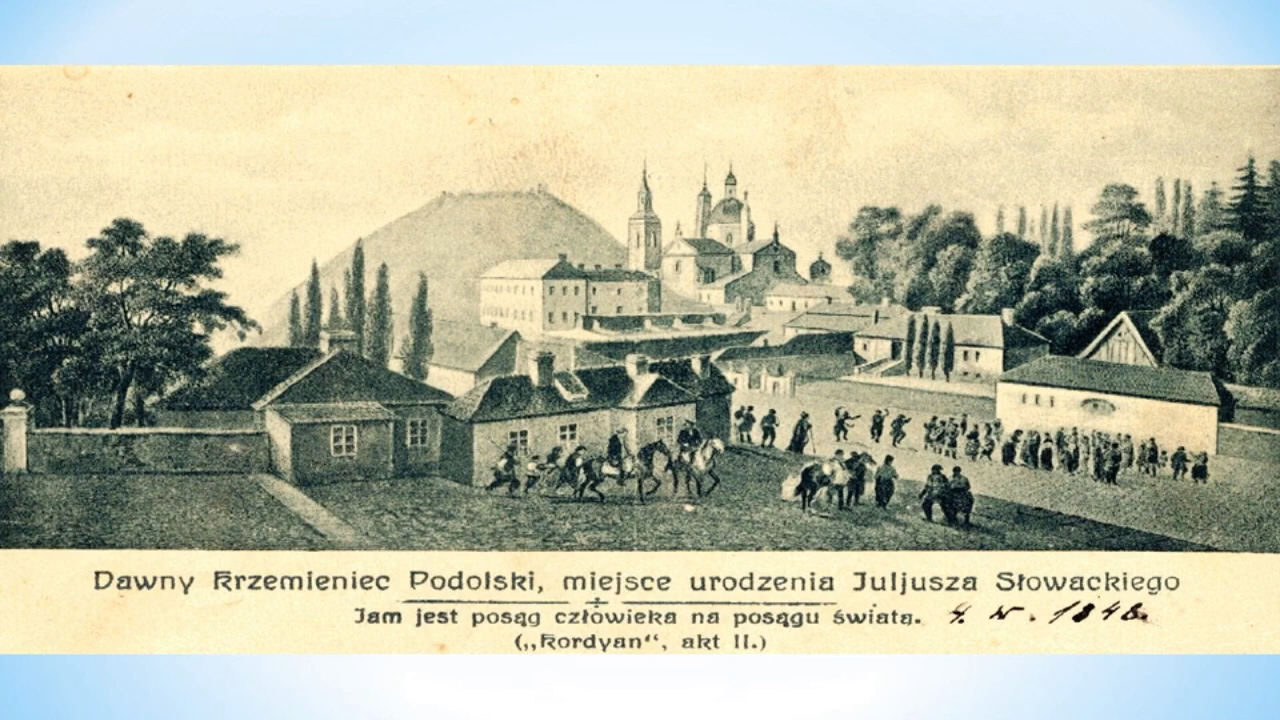 Dawny Krzemieniec Podolski, miejsce urodzenia Juljusza Słowackiego
Jam jest posąg człowieka na posągu świata.
(„Kordyan“, akt II.)